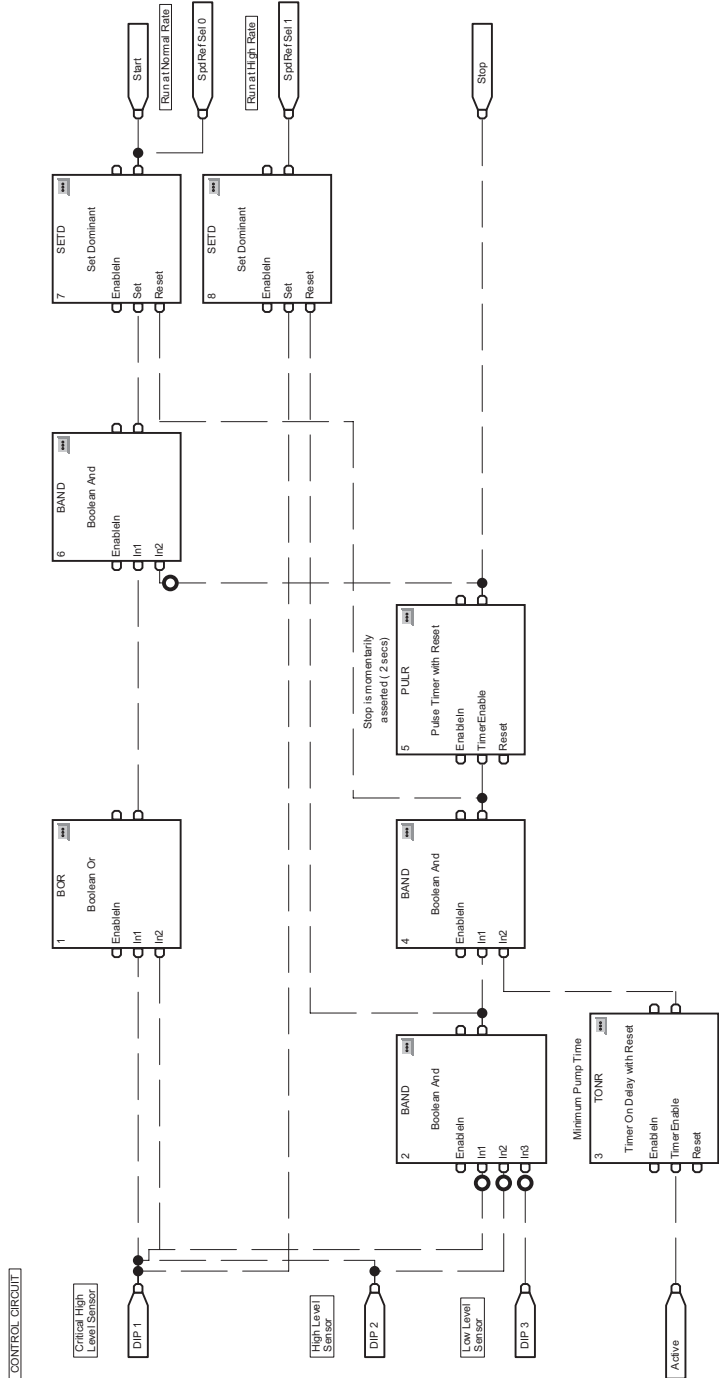 CONTROL CIRCUIT
Critical High
Level Sensor
DIP 1
High Level
Sensor
DIP 2
Low Level
Sensor
DIP 3
Active
1
BOR
...
Boolean Or
EnableIn
In1
In2
2
BAND
...
Boolean And
EnableIn
In1
In2
In3
Minimum Pump Time
3
TONR
...
Timer On Delay with Reset
EnableIn
TimerEnable
Reset
4
BAND
...
Boolean And
EnableIn
In1
In2
Stop is momentarily
asserted ( 2 secs)
5
PULR
...
Pulse Timer with Reset
EnableIn
TimerEnable
Reset
6
BAND
...
Boolean And
EnableIn
In1
In2
7
SETD
...
Set Dominant
EnableIn
Set
Reset
8
SETD
...
Set Dominant
EnableIn
Set
Reset
Start
Run at Normal Rate
SpdRefSel 0
Run at High Rate
SpdRefSel 1
Stop